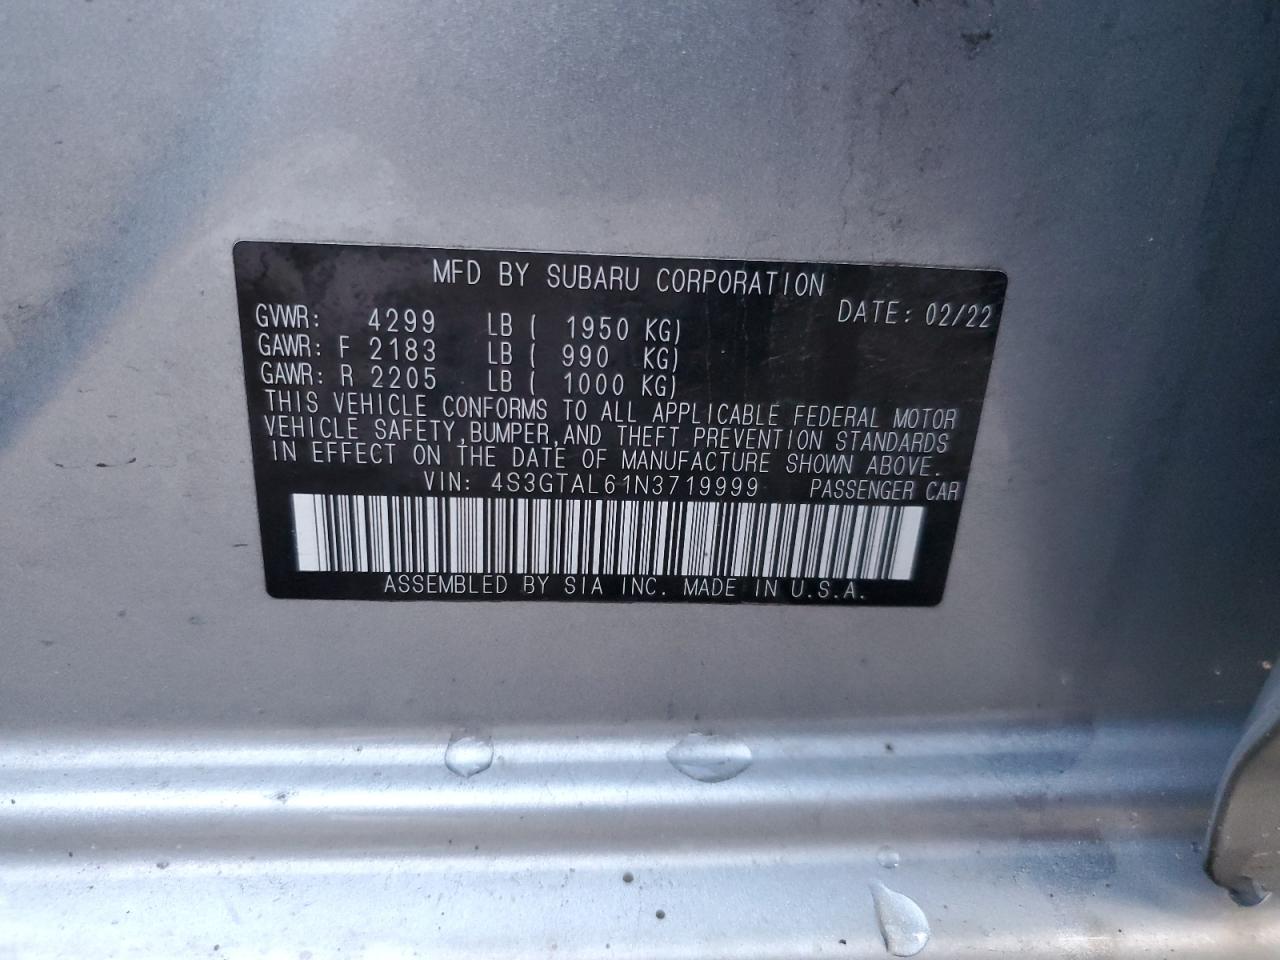 MFD BY SUBARU CORPORATION
DATE: 02/22
GVWR: 4299 LB ( 1950 KG)
GAWR: F 2183 LB ( 990 KG)
GAWR: R 2205 LB ( 1000 KG)
THIS VEHICLE CONFORMS TO ALL APPLICABLE FEDERAL MOTOR
VEHICLE SAFETY,BUMPER,AND THEFT PREVENTION STANDARDS
IN EFFECT ON THE DATE OF MANUFACTURE SHOWN ABOVE.
VIN: 4S3GTAL61N3719999 PASSENGER CAR
ASSEMBLED BY SIA INC. MADE IN U.S.A.